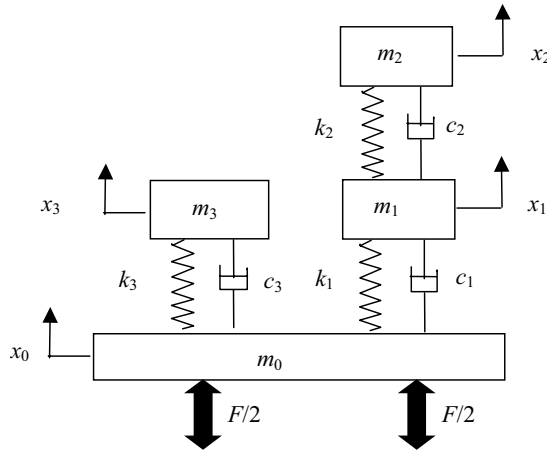 m₂
x₂
k₂
c₂
x₃
m₃
m₁
x₁
k₃
c₃
k₁
c₁
x₀
m₀
F/2
F/2